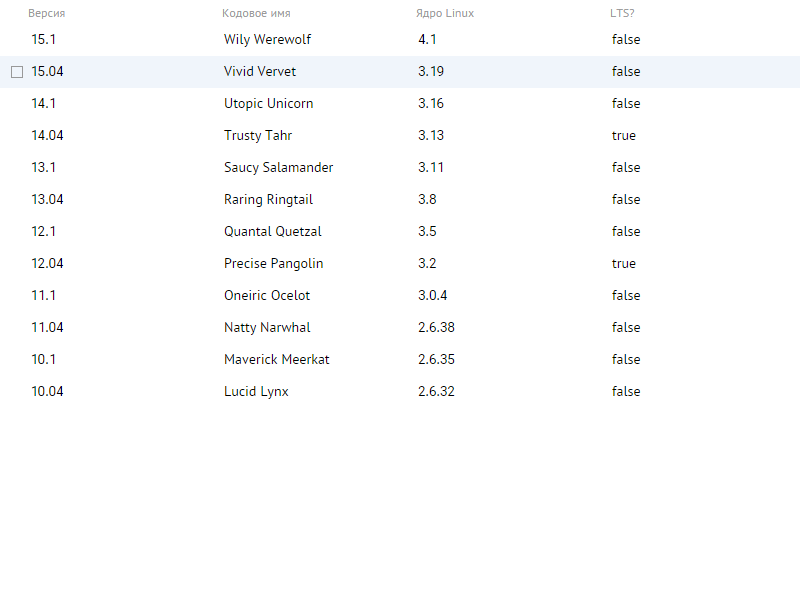 Версия Кодовое имя Ядро Linux LTS?
15.1 Wily Werewolf 4.1 false
15.04 Vivid Vervet 3.19 false
14.1 Utopic Unicorn 3.16 false
14.04 Trusty Tahr 3.13 true
13.1 Saucy Salamander 3.11 false
13.04 Raring Ringtail 3.8 false
12.1 Quantal Quetzal 3.5 false
12.04 Precise Pangolin 3.2 true
11.1 Oneiric Ocelot 3.0.4 false
11.04 Natty Narwhal 2.6.38 false
10.1 Maverick Meerkat 2.6.35 false
10.04 Lucid Lynx 2.6.32 false